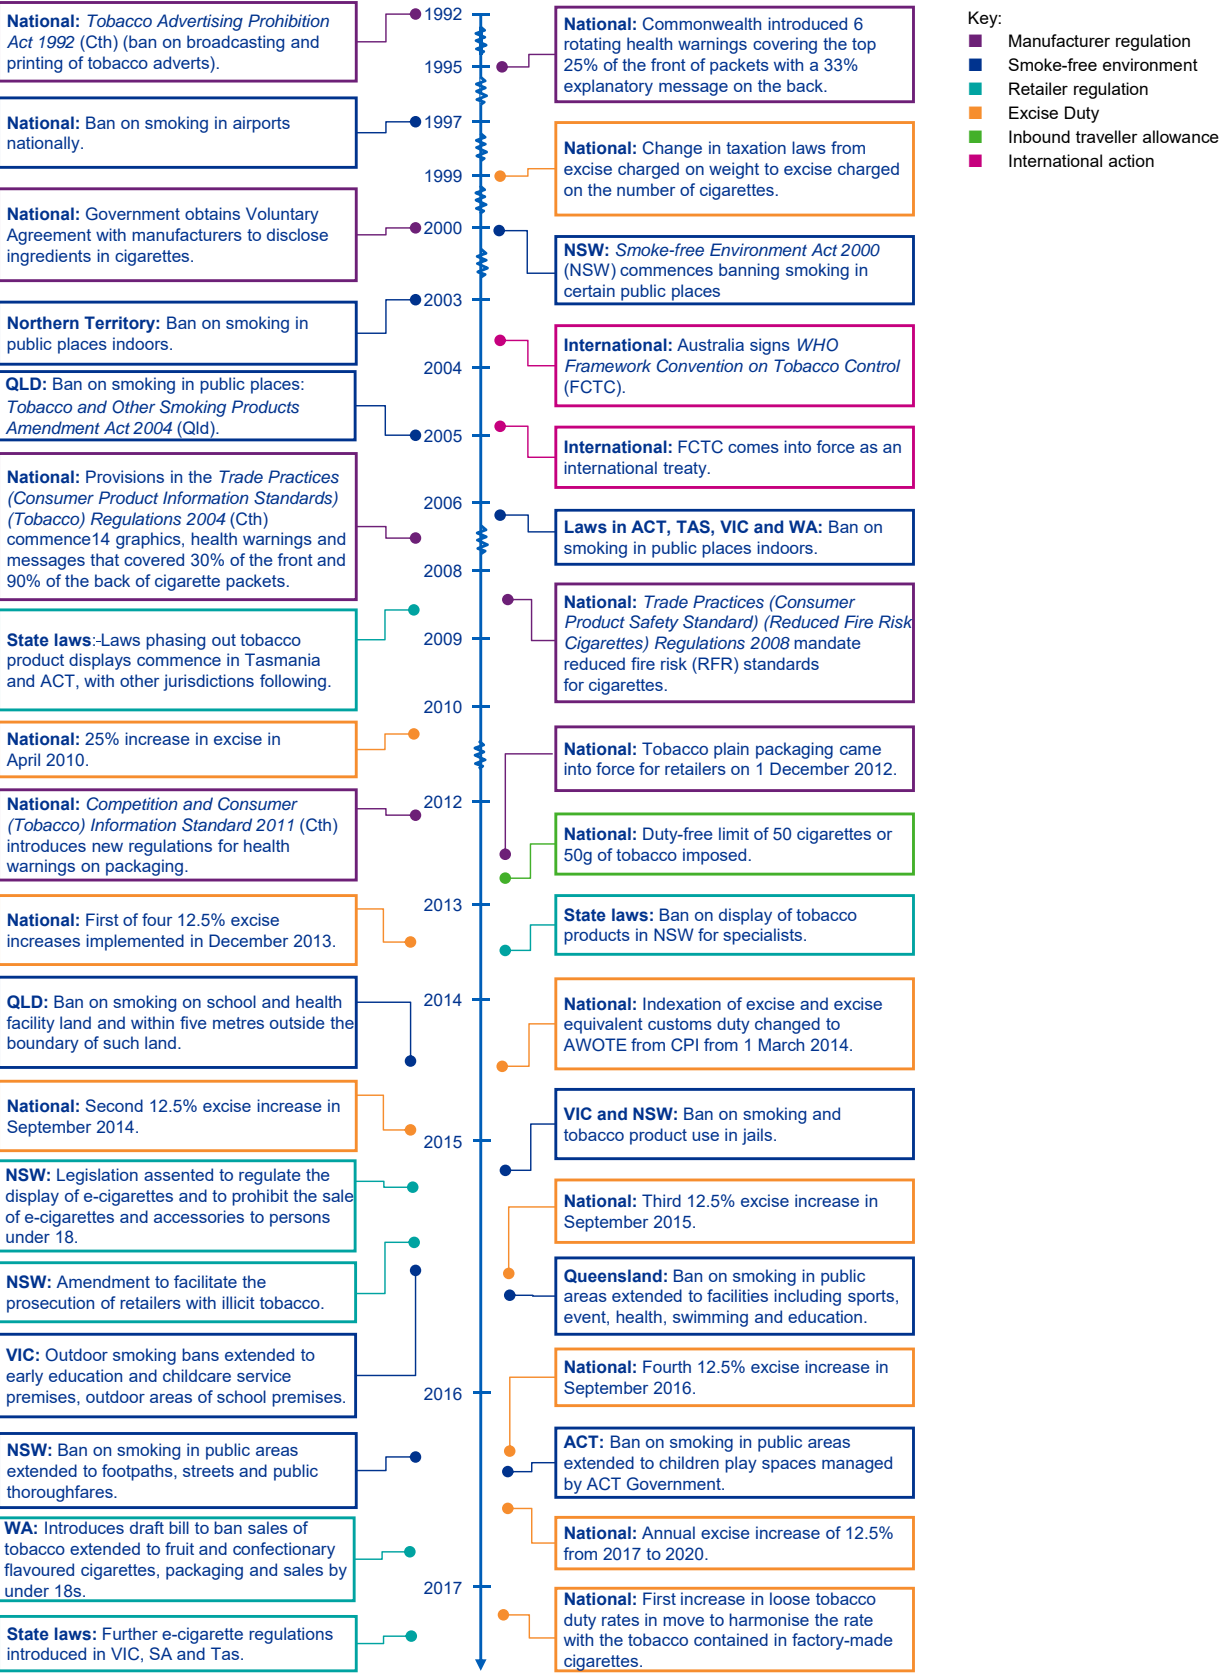 National: Tobacco Advertising Prohibition
Act 1992 (Cth) (ban on broadcasting and
printing of tobacco adverts).
1992
National: Commonwealth introduced 6
rotating health warnings covering the top
25% of the front of packets with a 33%
explanatory message on the back.
1995
Key:
Manufacturer regulation
Smoke-free environment
Retailer regulation
Excise Duty
Inbound traveller allowance
International action
National: Ban on smoking in airports
nationally.
1997
National: Change in taxation laws from
excise charged on weight to excise charged
on the number of cigarettes.
1999
National: Government obtains Voluntary
Agreement with manufacturers to disclose
ingredients in cigarettes.
2000
NSW: Smoke-free Environment Act 2000
(NSW) commences banning smoking in
certain public places
Northern Territory: Ban on smoking in
public places indoors.
2003
International: Australia signs WHO
Framework Convention on Tobacco Control
(FCTC).
2004
QLD: Ban on smoking in public places:
Tobacco and Other Smoking Products
Amendment Act 2004 (Qld).
2005
International: FCTC comes into force as an
international treaty.
National: Provisions in the Trade Practices
(Consumer Product Information Standards)
(Tobacco) Regulations 2004 (Cth)
commence14 graphics, health warnings and
messages that covered 30% of the front and
90% of the back of cigarette packets.
2006
Laws in ACT, TAS, VIC and WA: Ban on
smoking in public places indoors.
2008
National: Trade Practices (Consumer
Product Safety Standard) (Reduced Fire Risk
Cigarettes) Regulations 2008 mandate
reduced fire risk (RFR) standards
for cigarettes.
State laws:-Laws phasing out tobacco
product displays commence in Tasmania
and ACT, with other jurisdictions following.
2009
2010
National: 25% increase in excise in
April 2010.
National: Tobacco plain packaging came
into force for retailers on 1 December 2012.
National: Competition and Consumer
(Tobacco) Information Standard 2011 (Cth)
introduces new regulations for health
warnings on packaging.
2012
National: Duty-free limit of 50 cigarettes or
50g of tobacco imposed.
2013
National: First of four 12.5% excise
increases implemented in December 2013.
State laws: Ban on display of tobacco
products in NSW for specialists.
QLD: Ban on smoking on school and health
facility land and within five metres outside the
boundary of such land.
2014
National: Indexation of excise and excise
equivalent customs duty changed to
AWOTE from CPI from 1 March 2014.
National: Second 12.5% excise increase in
September 2014.
VIC and NSW: Ban on smoking and
tobacco product use in jails.
2015
NSW: Legislation assented to regulate the
display of e-cigarettes and to prohibit the sale
of e-cigarettes and accessories to persons
under 18.
National: Third 12.5% excise increase in
September 2015.
NSW: Amendment to facilitate the
prosecution of retailers with illicit tobacco.
Queensland: Ban on smoking in public
areas extended to facilities including sports,
event, health, swimming and education.
VIC: Outdoor smoking bans extended to
early education and childcare service
premises, outdoor areas of school premises.
National: Fourth 12.5% excise increase in
September 2016.
2016
NSW: Ban on smoking in public areas
extended to footpaths, streets and public
thoroughfares.
ACT: Ban on smoking in public areas
extended to children play spaces managed
by ACT Government.
WA: Introduces draft bill to ban sales of
tobacco extended to fruit and confectionary
flavoured cigarettes, packaging and sales by
under 18s.
National: Annual excise increase of 12.5%
from 2017 to 2020.
2017
National: First increase in loose tobacco
duty rates in move to harmonise the rate
with the tobacco contained in factory-made
cigarettes.
State laws: Further e-cigarette regulations
introduced in VIC, SA and Tas.